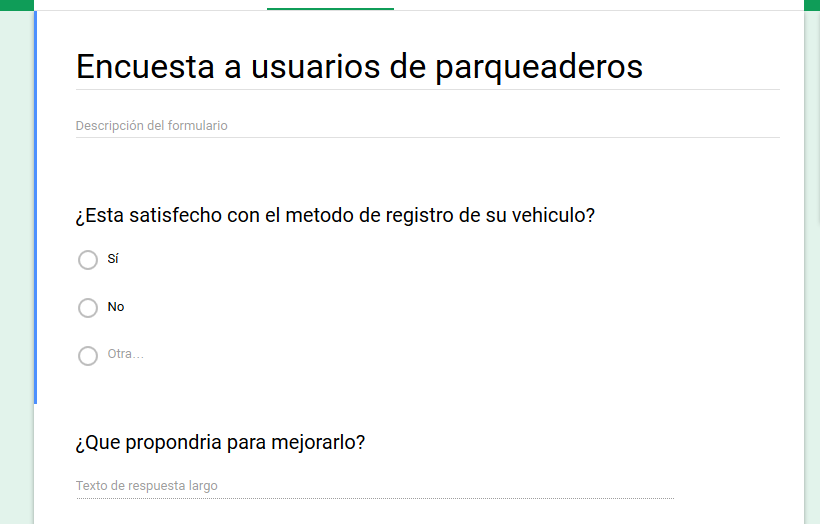 Encuesta a usuarios de parqueaderos
Descripción del formulario
¿Esta satisfecho con el metodo de registro de su vehiculo?
Sí
No
Otra...
¿Que propondria para mejorarlo?
Texto de respuesta largo